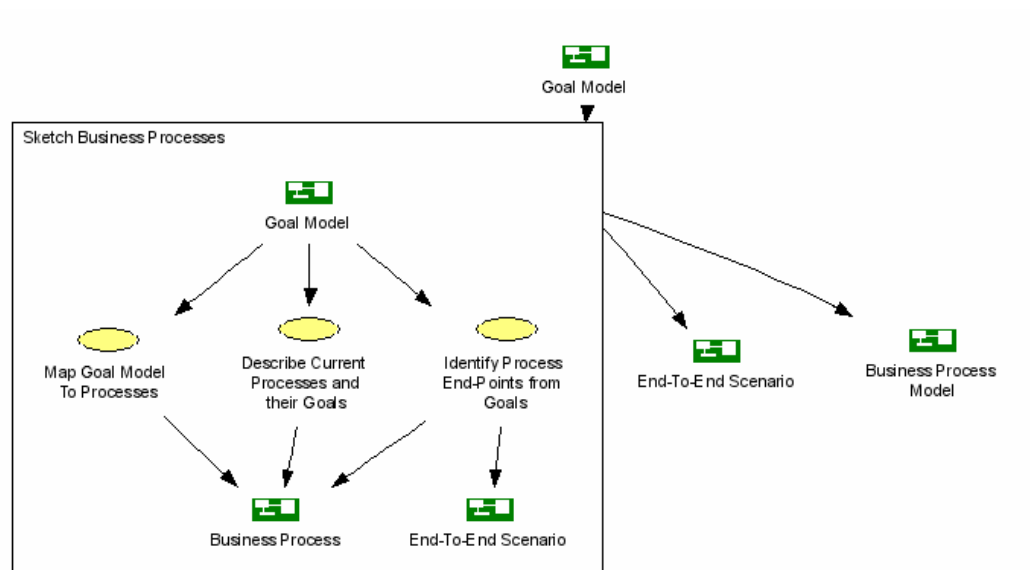 Goal Model
Sketch Business Processes
Goal Model
Map Goal Model
To Processes
Describe Current
Processes and
their Goals
Identify Process
End-Points from
Goals
End-To-End Scenario
Business Process
Model
Business Process
End-To-End Scenario